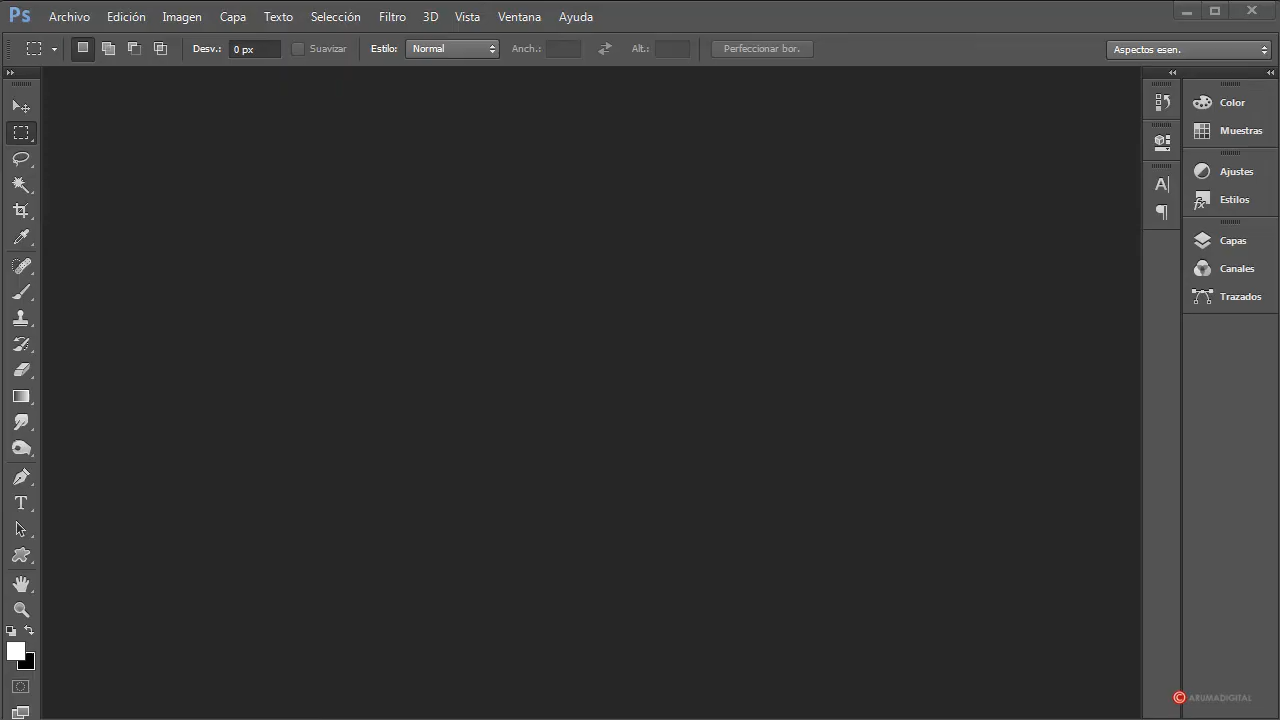 Ps Archivo Edición Imagen Capa Texto Selección Filtro 3D Vista Ventana Ayuda
Desv.: 0 px Suavizar Estilo: Normal Anch.: Alt.: Perfeccionar bor. Aspectos esen.
Color
Muestras
Ajustes
Estilos
Capas
Canales
Trazados
© ARUMADIGITAL